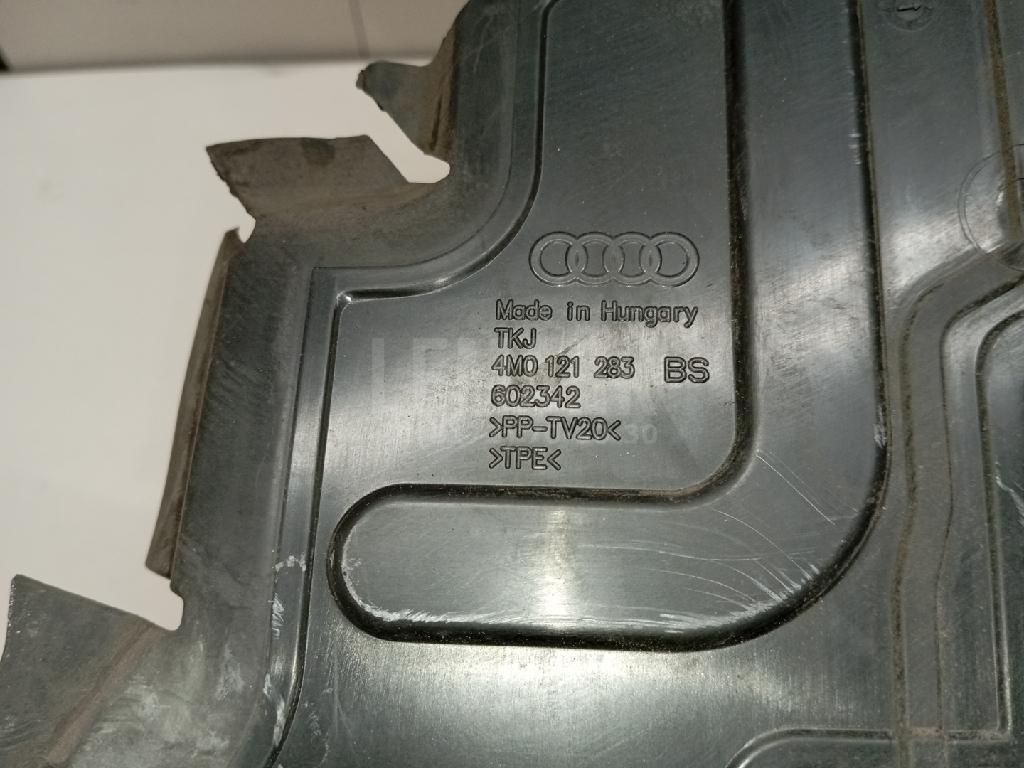 Made in Hungary
TKJ
4M0 121 283 BS
602342
>PP-TV20<
>TPE<